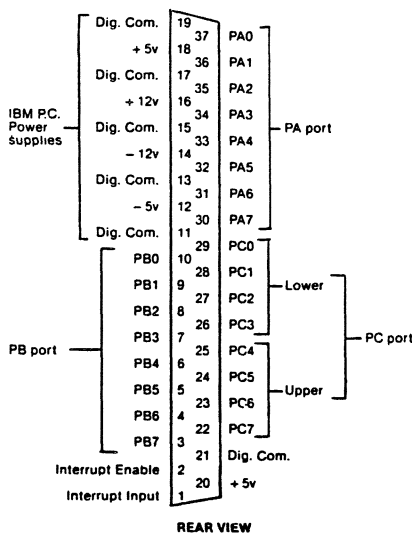 Dig. Com. 19
37 PA0
+ 5v 18
36 PA1
Dig. Com. 17
35 PA2
+ 12v 16
34 PA3
Dig. Com. 15
33 PA4
- 12v 14
32 PA5
Dig. Com. 13
31 PA6
- 5v 12
30 PA7
Dig. Com. 11
29 PC0
PB0 10
28 PC1
PB1 9
27 PC2
PB2 8
26 PC3
PB3 7
25 PC4
PB4 6
24 PC5
PB5 5
23 PC6
PB6 4
22 PC7
PB7 3
21 Dig. Com.
Interrupt Enable 2
20 + 5v
Interrupt Input 1
IBM P.C.
Power
supplies
PA port
Lower
PC port
PB port
Upper
REAR VIEW